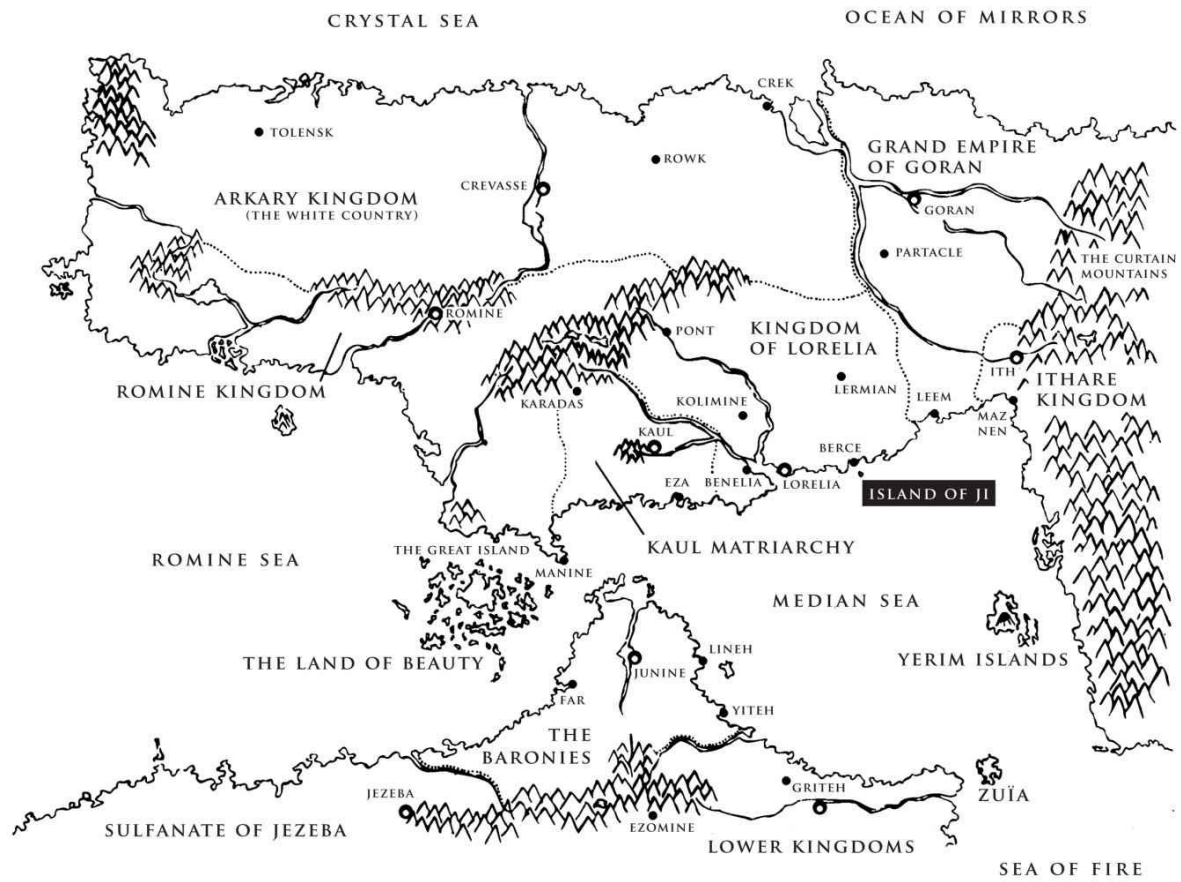 CRYSTAL SEA
OCEAN OF MIRRORS
CREK
TOLENSK
ROWK
GRAND EMPIRE
OF GORAN
CREVASSE
ARKARY KINGDOM
(THE WHITE COUNTRY)
GORAN
PARTACLE
THE CURTAIN
MOUNTAINS
ROMINE
PONT
KINGDOM
OF LORELIA
ITH
ITHARE
KINGDOM
ROMINE KINGDOM
KARADAS
KOLIMINE
LERMIAN
LEEM
MAZ
NEN
KAUL
BERCE
EZA
BENELIA
LORELIA
ISLAND OF JI
KAUL MATRIARCHY
ROMINE SEA
THE GREAT ISLAND
MANINE
MEDIAN SEA
THE LAND OF BEAUTY
JUNINE
LINEH
YERIM ISLANDS
FAR
YITEH
THE
BARONIES
JEZEBA
GRITEH
ZUÏA
SULFANATE OF JEZEBA
EZOMINE
LOWER KINGDOMS
SEA OF FIRE